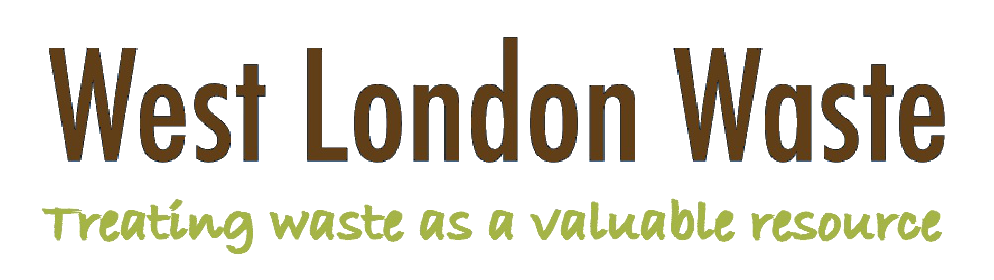 West London Waste
Treating waste as a valuable resource